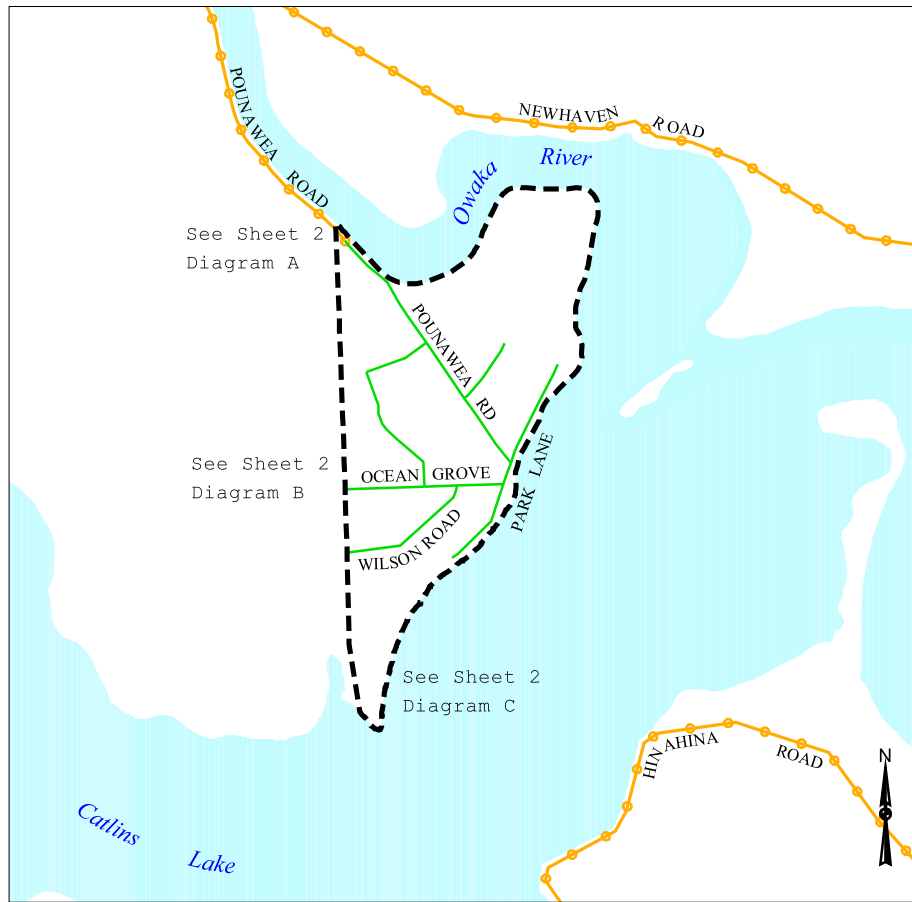 NEWHAVEN ROAD
POUNAWEA ROAD
Owaka River
See Sheet 2
Diagram A
POUNAWEA RD
See Sheet 2
Diagram B
OCEAN GROVE
PARK LANE
WILSON ROAD
See Sheet 2
Diagram C
HINAHINA ROAD
N
Catlins Lake